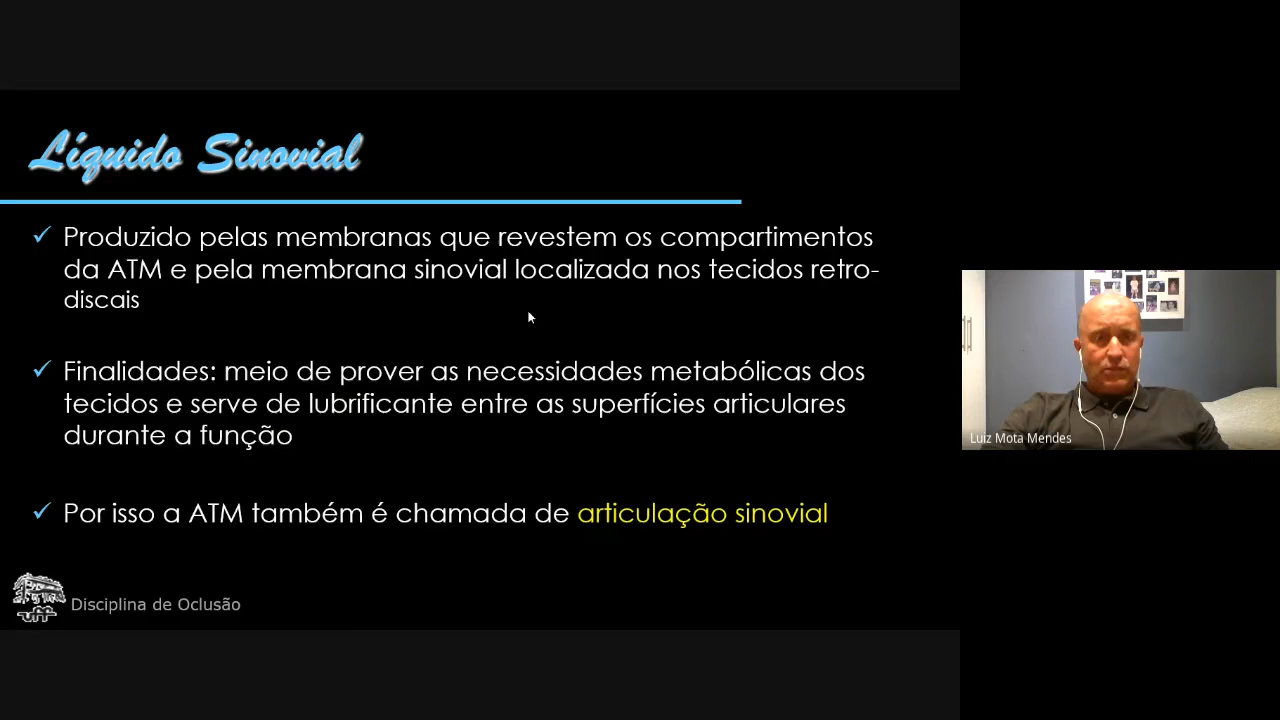 Líquido Sinovial
✓ Produzido pelas membranas que revestem os compartimentos
da ATM e pela membrana sinovial localizada nos tecidos retro-
discais
✓ Finalidades: meio de prover as necessidades metabólicas dos
tecidos e serve de lubrificante entre as superfícies articulares
durante a função
✓ Por isso a ATM também é chamada de articulação sinovial
uff
Disciplina de Oclusão
Luiz Mota Mendes